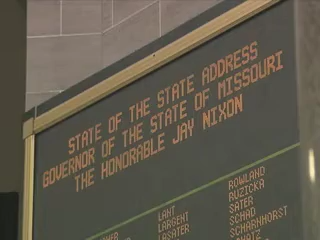 STATE OF THE STATE ADDRESS
GOVERNOR OF THE STATE OF MISSOURI
THE HONORABLE JAY NIXON
LANT
LARGENT
LASATER
ROWLAND
RUZICKA
SATER
SCHAD
SCHARNHORST